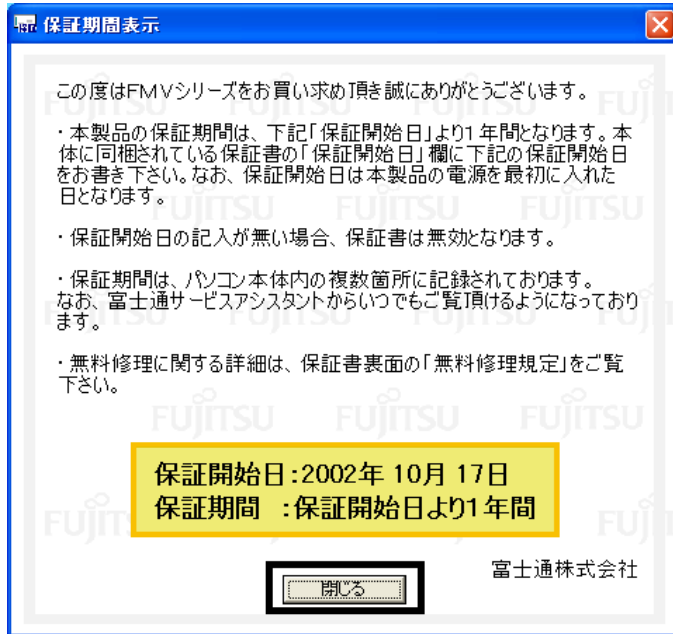 保証期間表示
この度はFMVシリーズをお買い求め頂き誠にありがとうございます。
・本製品の保証期間は、下記「保証開始日」より1年間となります。本
体に同梱されている保証書の「保証開始日」欄に下記の保証開始日
をお書き下さい。なお、保証開始日は本製品の電源を最初に入れた
日となります。
・保証開始日の記入が無い場合、保証書は無効となります。
・保証期間は、パソコン本体内の複数箇所に記録されております。
なお、富士通サービスアシスタントからいつでもご覧頂けるようになっており
ます。
・無料修理に関する詳細は、保証書裏面の「無料修理規定」をご覧
下さい。
FUJITSU FUJITSU FUJITSU
保証開始日:2002年 10月 17日
保証期間 :保証開始日より1年間
富士通株式会社
閉じる